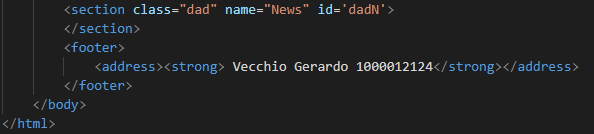 <section class="dad" name="News" id='dadN'>
</section>
<footer>
<address><strong> Vecchio Gerardo 1000012124</strong></address>
</footer>
</body>
</html>